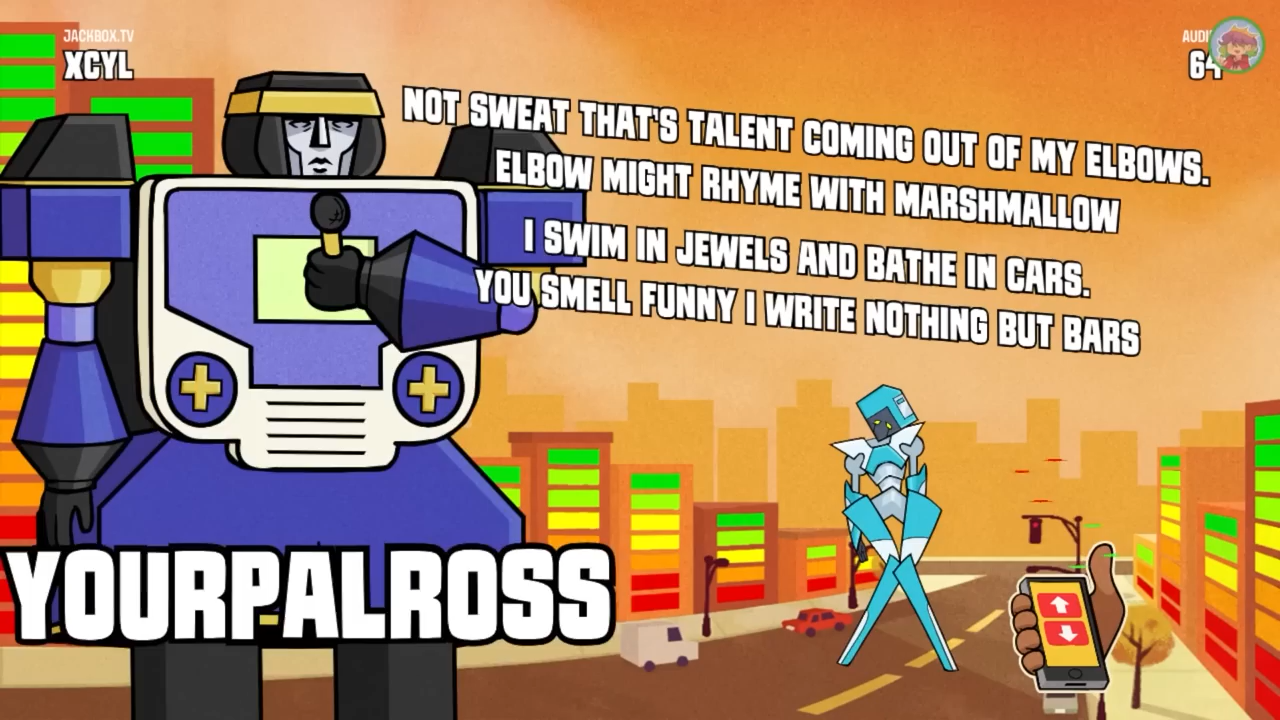 JACKBOX.TV
XCYL
64
NOT SWEAT THAT'S TALENT COMING OUT OF MY ELBOWS.
ELBOW MIGHT RHYME WITH MARSHMALLOW
I SWIM IN JEWELS AND BATHE IN CARS.
YOU SMELL FUNNY I WRITE NOTHING BUT BARS
YOURPALROSS